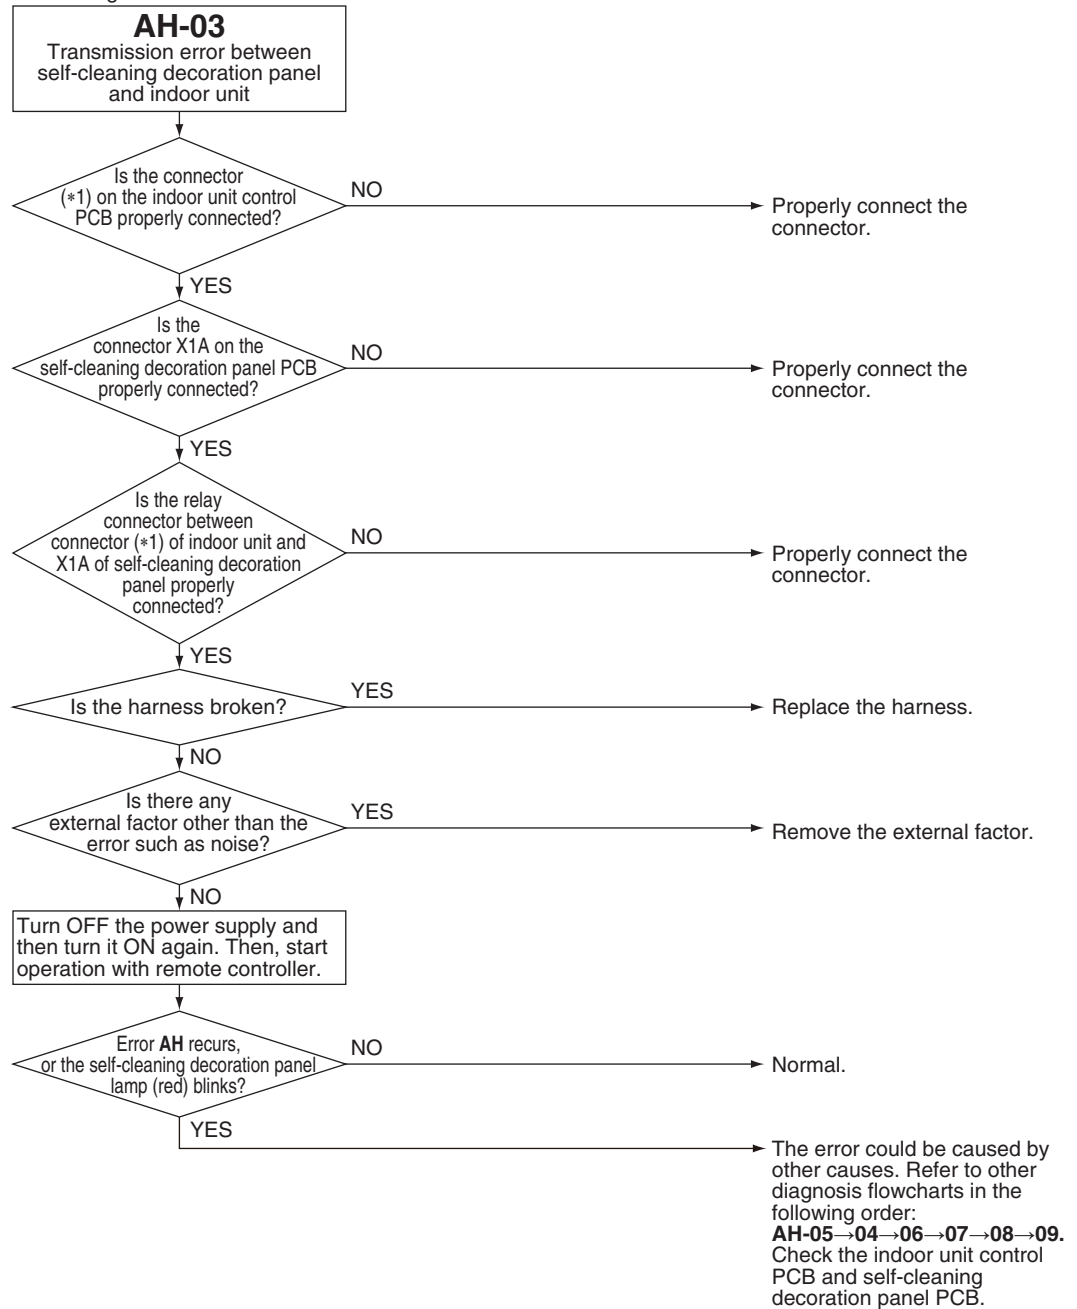 AH-03
Transmission error between
self-cleaning decoration panel
and indoor unit
Is the connector
(*1) on the indoor unit control
PCB properly connected?
NO
Properly connect the
connector.
YES
Is the
connector X1A on the
self-cleaning decoration panel PCB
properly connected?
NO
Properly connect the
connector.
YES
Is the relay
connector between
connector (*1) of indoor unit and
X1A of self-cleaning decoration
panel properly
connected?
NO
Properly connect the
connector.
YES
Is the harness broken?
YES
Replace the harness.
NO
Is there any
external factor other than the
error such as noise?
YES
Remove the external factor.
NO
Turn OFF the power supply and
then turn it ON again. Then, start
operation with remote controller.
Error AH recurs,
or the self-cleaning decoration panel
lamp (red) blinks?
NO
Normal.
YES
The error could be caused by
other causes. Refer to other
diagnosis flowcharts in the
following order:
AH-05→04→06→07→08→09.
Check the indoor unit control
PCB and self-cleaning
decoration panel PCB.